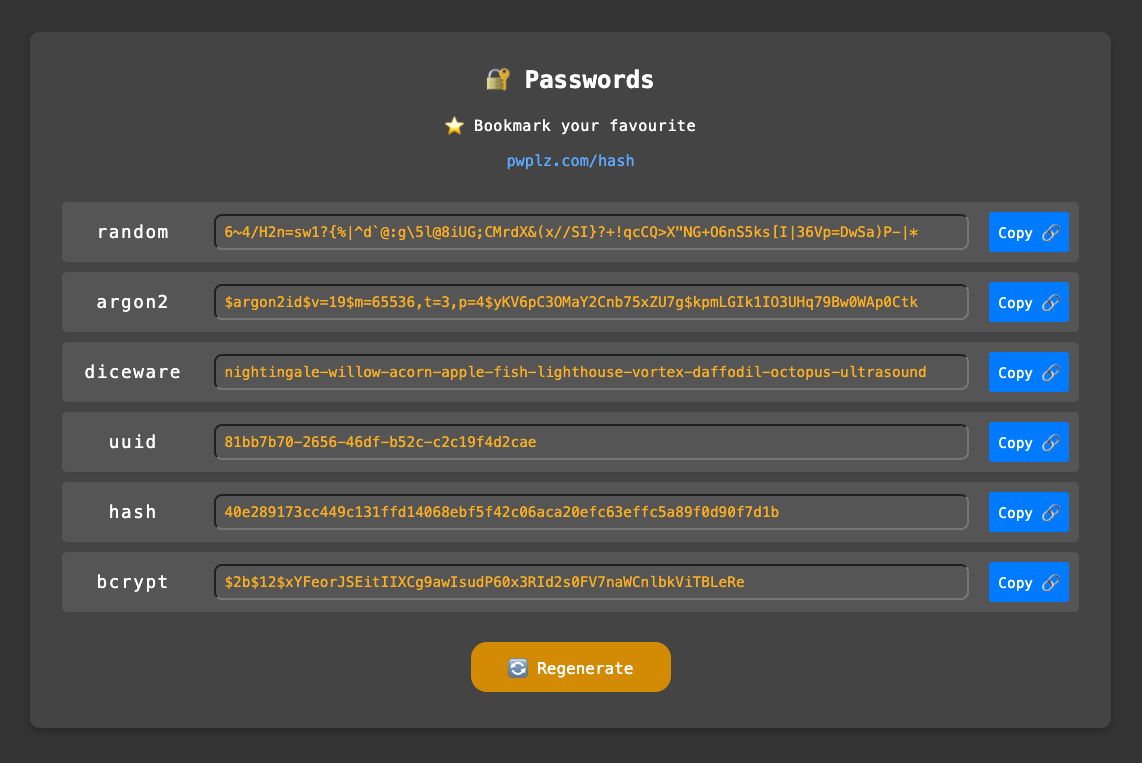 🔐 Passwords
⭐ Bookmark your favourite
pwplz.com/hash
random 6~4/H2n=sw1?{%|^d`@:g\5l@8iUG;CMrdX&(x//SI}?+!qcCQ>X"NG+O6nS5ks[I|36Vp=DwSa)P-|* Copy 🔗
argon2 $argon2id$v=19$m=65536,t=3,p=4$yKV6pC3OMaY2Cnb75xZU7g$kpmLGIk1IO3UHq79Bw0WAp0Ctk Copy 🔗
diceware nightingale-willow-acorn-apple-fish-lighthouse-vortex-daffodil-octopus-ultrasound Copy 🔗
uuid 81bb7b70-2656-46df-b52c-c2c19f4d2cae Copy 🔗
hash 40e289173cc449c131ffd14068ebf5f42c06aca20efc63effc5a89f0d90f7d1b Copy 🔗
bcrypt $2b$12$xYFeorJSEitIIXCg9awIsudP60x3RId2s0FV7naWCnlbkViTBLeRe Copy 🔗
🔄 Regenerate